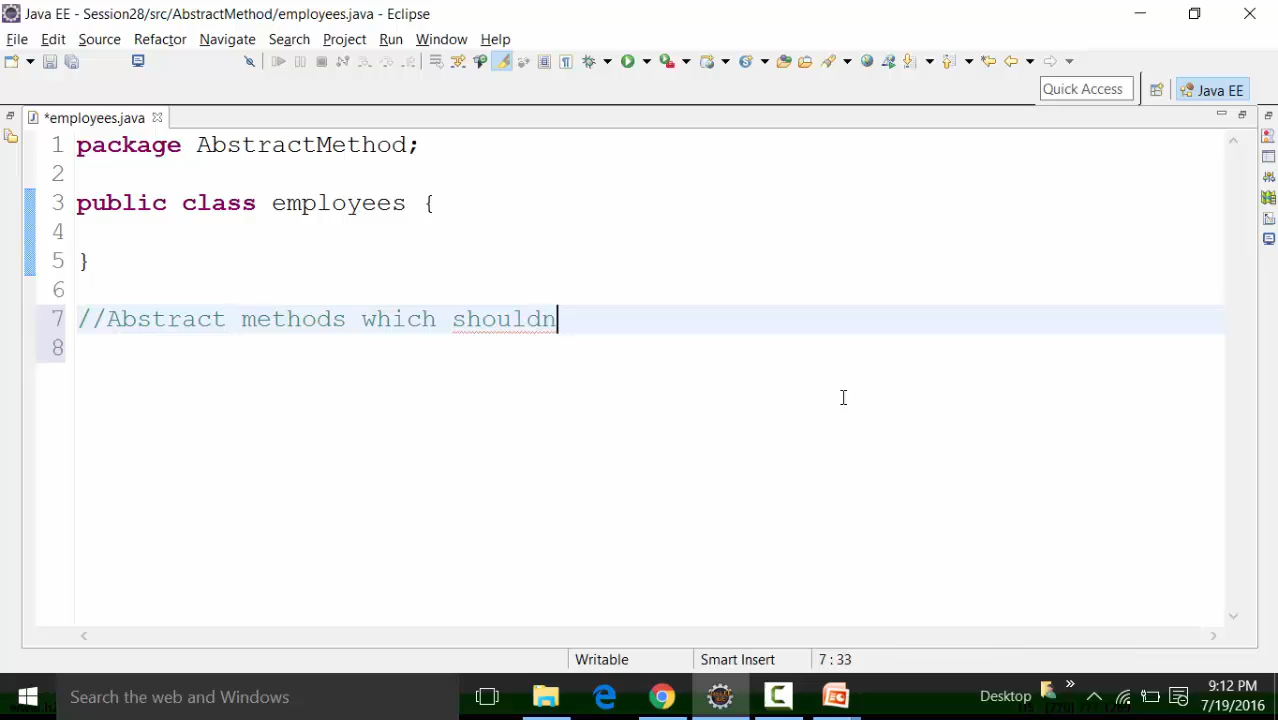 Java EE - Session28/src/AbstractMethod/employees.java - Eclipse
File Edit Source Refactor Navigate Search Project Run Window Help
Quick Access Java EE
*employees.java
1 package AbstractMethod;
2
3 public class employees {
4
5 }
6
7 //Abstract methods which shouldn
8
Writable Smart Insert 7 : 33
Search the web and Windows
Desktop
9:12 PM
7/19/2016